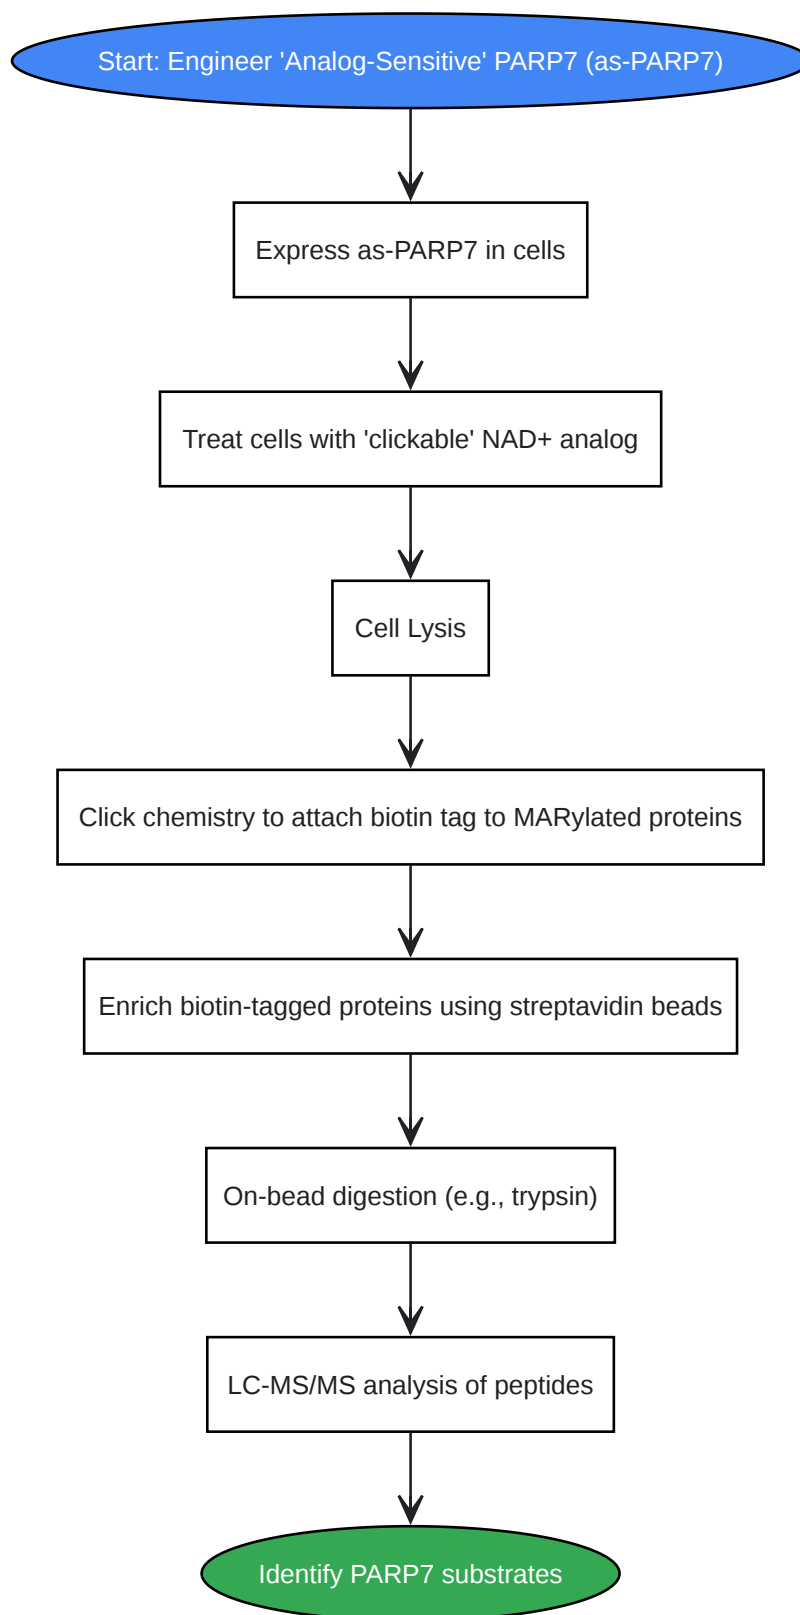 Start: Engineer 'Analog-Sensitive' PARP7 (as-PARP7)
Express as-PARP7 in cells
Treat cells with 'clickable' NAD+ analog
Cell Lysis
Click chemistry to attach biotin tag to MARylated proteins
Enrich biotin-tagged proteins using streptavidin beads
On-bead digestion (e.g., trypsin)
LC-MS/MS analysis of peptides
Identify PARP7 substrates